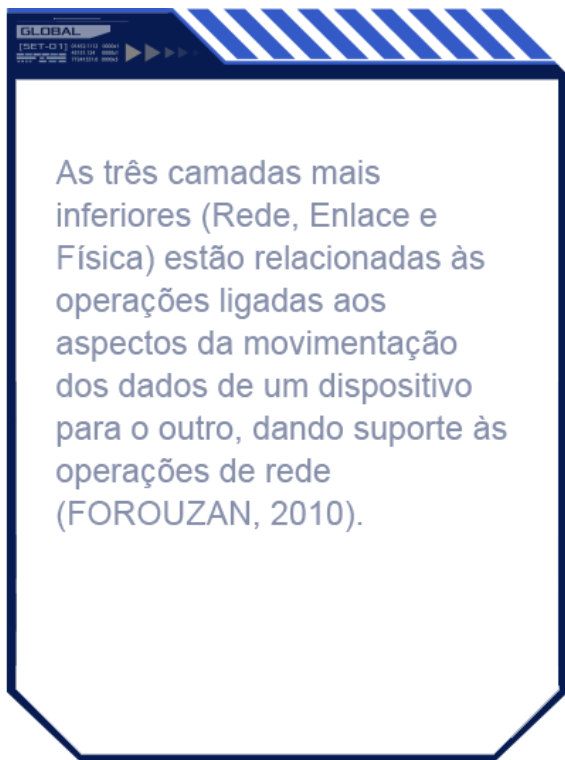 GLOBAL
[SET-01]
As três camadas mais
inferiores (Rede, Enlace e
Física) estão relacionadas às
operações ligadas aos
aspectos da movimentação
dos dados de um dispositivo
para o outro, dando suporte às
operações de rede
(FOROUZAN, 2010).